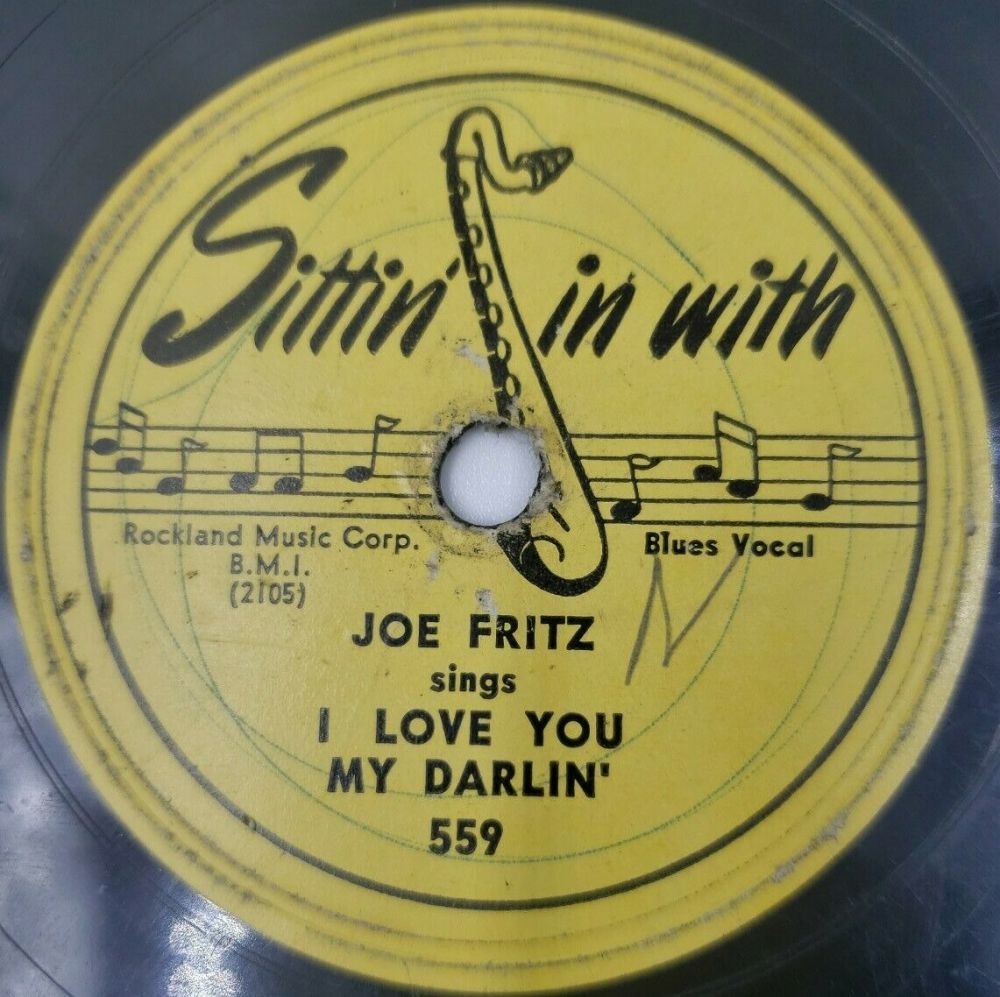 Sittin' in with
Rockland Music Corp.
B.M.I.
(2105)
Blues Vocal
JOE FRITZ
sings
I LOVE YOU
MY DARLIN'
559